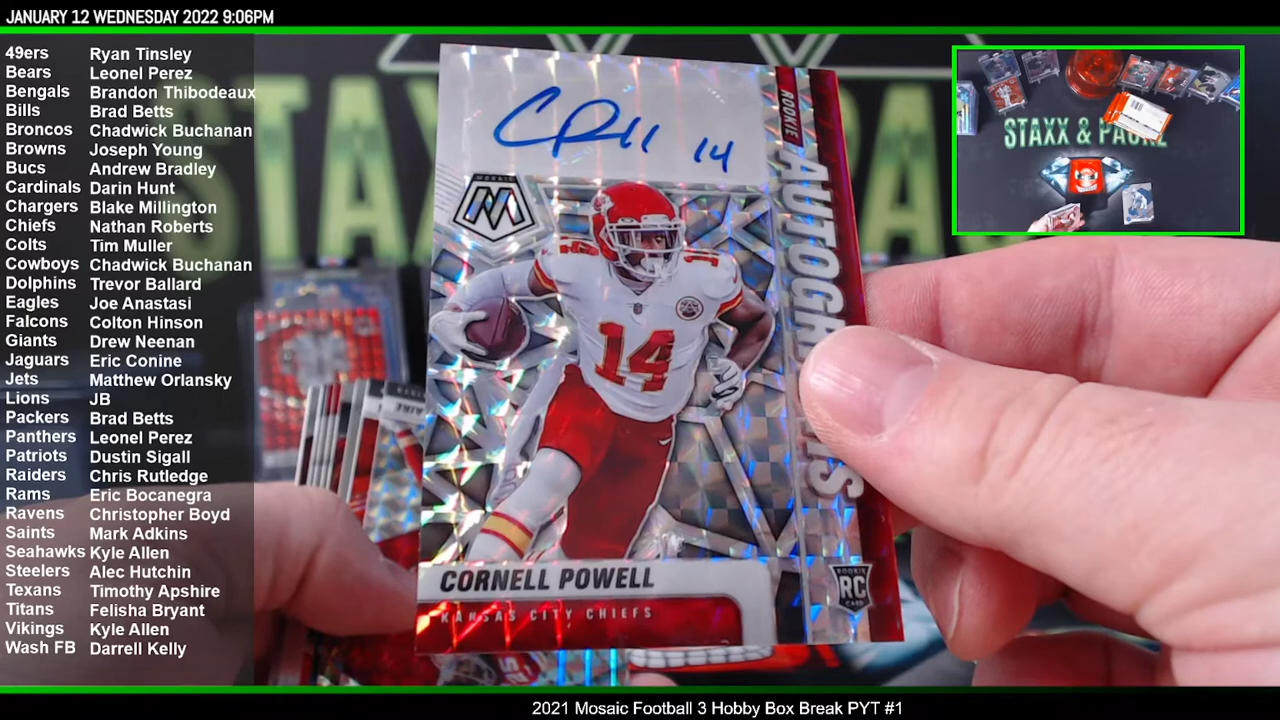 JANUARY 12 WEDNESDAY 2022 9:06PM
49ers Ryan Tinsley
Bears Leonel Perez
Bengals Brandon Thibodeaux
Bills Brad Betts
Broncos Chadwick Buchanan
Browns Joseph Young
Bucs Andrew Bradley
Cardinals Darin Hunt
Chargers Blake Millington
Chiefs Nathan Roberts
Colts Tim Muller
Cowboys Chadwick Buchanan
Dolphins Trevor Ballard
Eagles Joe Anastasi
Falcons Colton Hinson
Giants Drew Neenan
Jaguars Eric Conine
Jets Matthew Orlansky
Lions JB
Packers Brad Betts
Panthers Leonel Perez
Patriots Dustin Sigall
Raiders Chris Rutledge
Rams Eric Bocanegra
Ravens Christopher Boyd
Saints Mark Adkins
Seahawks Kyle Allen
Steelers Alec Hutchin
Texans Timothy Apshire
Titans Felisha Bryant
Vikings Kyle Allen
Wash FB Darrell Kelly
14
MOSAIC
M
ROOKIE
AUTOGRAPHS
14
CORNELL POWELL
KANSAS CITY CHIEFS
ROOKIE
RC
CARD
STAXX & PACKZ
2021 Mosaic Football 3 Hobby Box Break PYT #1